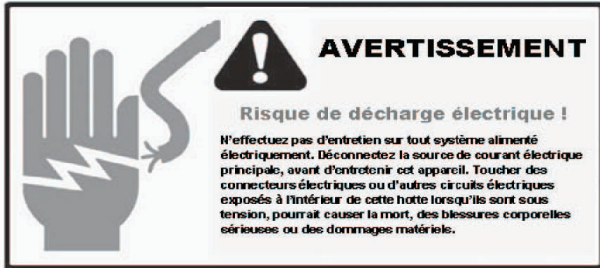 AVERTISSEMENT
Risque de décharge électrique !
N'effectuez pas d'entretien sur tout système alimenté
électriquement. Déconnectez la source de courant électrique
principale, avant d'entretenir cet appareil. Toucher des
connecteurs électriques ou d'autres circuits électriques
exposés à l'intérieur de cette hotte lorsqu'ils sont sous
tension, pourrait causer la mort, des blessures corporelles
sérieuses ou des dommages matériels.